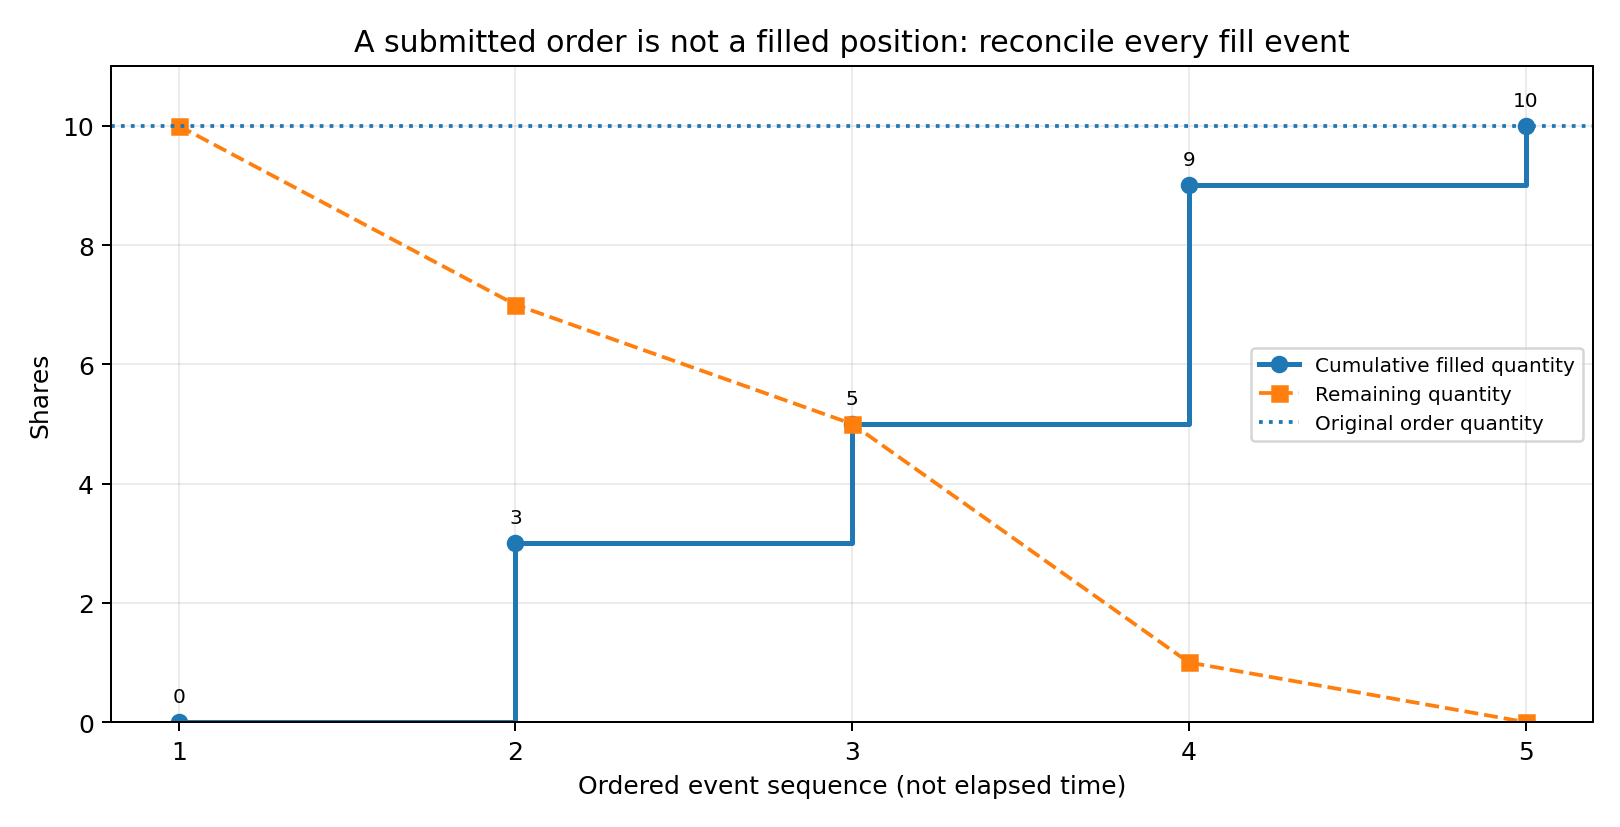 A submitted order is not a filled position: reconcile every fill event
Shares
10
8
6
4
2
0
0
3
5
9
10
Cumulative filled quantity
Remaining quantity
Original order quantity
1 2 3 4 5
Ordered event sequence (not elapsed time)